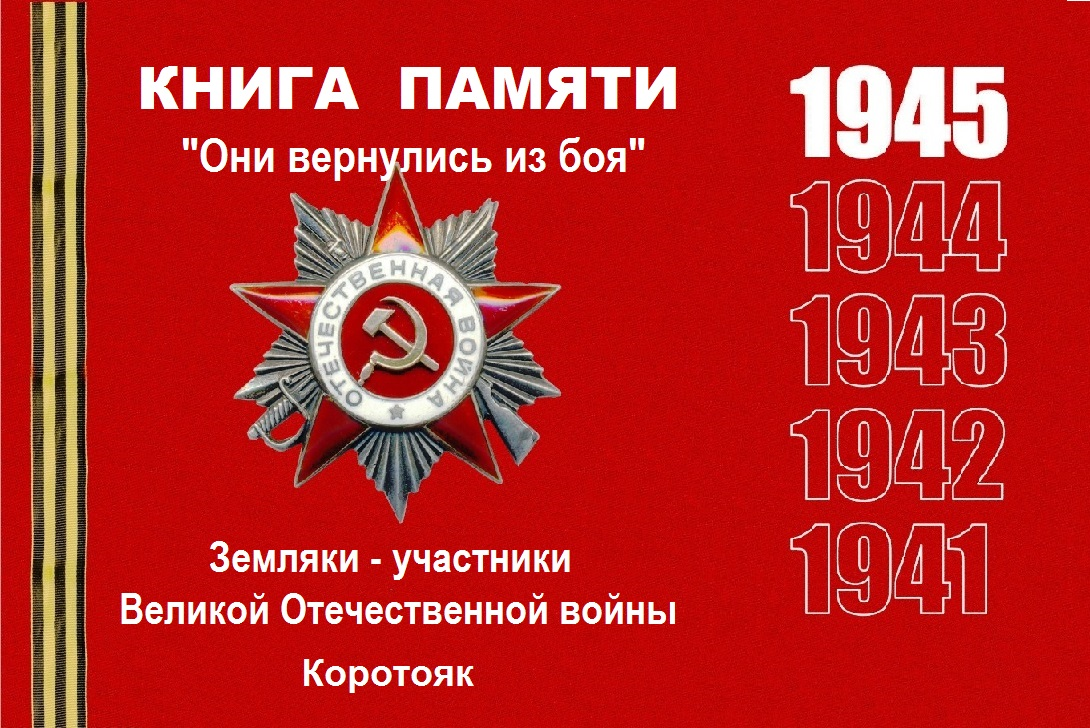 КНИГА ПАМЯТИ
"Они вернулись из боя"
ОТЕЧЕСТВЕННАЯ ВОЙНА
Земляки - участники
Великой Отечественной войны
Коротояк
1945
1944
1943
1942
1941